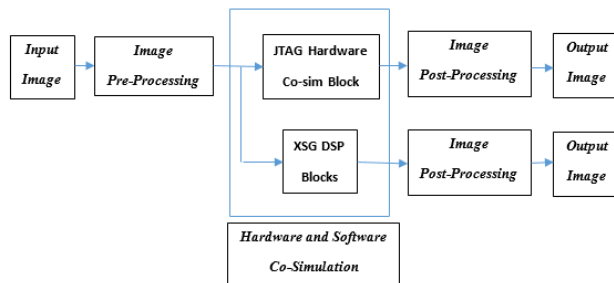 Input
Image
Image
Pre-Processing
JTAG Hardware
Co-sim Block
Image
Post-Processing
Output
Image
XSG DSP
Blocks
Image
Post-Processing
Output
Image
Hardware and Software
Co-Simulation